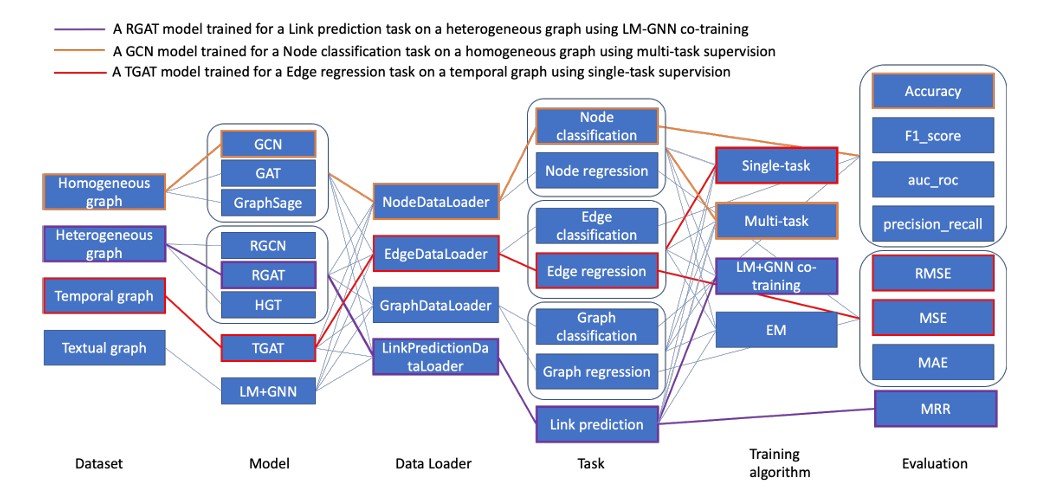 A RGAT model trained for a Link prediction task on a heterogeneous graph using LM-GNN co-training
A GCN model trained for a Node classification task on a homogeneous graph using multi-task supervision
A TGAT model trained for a Edge regression task on a temporal graph using single-task supervision
Homogeneous
graph
Heterogeneous
graph
Temporal graph
Textual graph
Dataset
GCN
GAT
GraphSage
RGCN
RGAT
HGT
TGAT
LM+GNN
Model
NodeDataLoader
EdgeDataLoader
GraphDataLoader
LinkPredictionDa
taLoader
Data Loader
Node
classification
Node regression
Edge
classification
Edge regression
Graph
classification
Graph regression
Link prediction
Task
Single-task
Multi-task
LM+GNN co-
training
EM
Training
algorithm
Accuracy
F1_score
auc_roc
precision_recall
RMSE
MSE
MAE
MRR
Evaluation